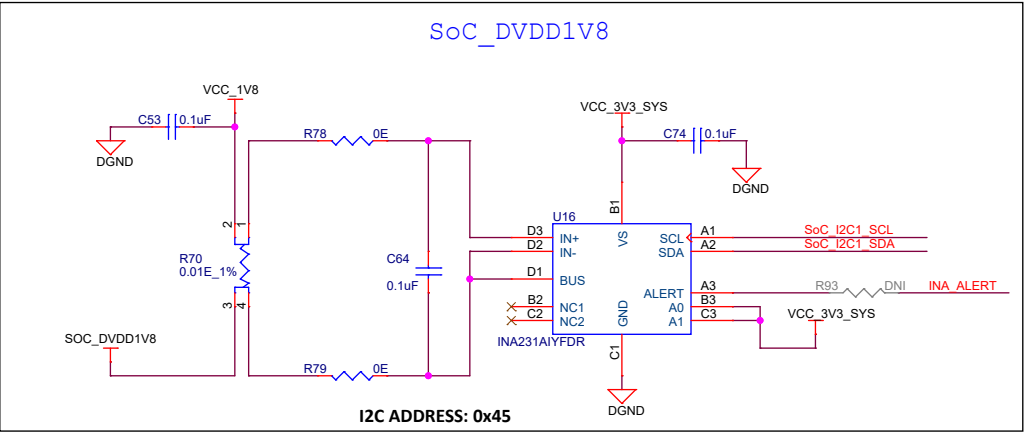 SoC_DVDD1V8
VCC_1V8
C53 0.1uF
DGND
R78 0E
VCC_3V3_SYS
C74 0.1uF
DGND
2 1
R70
0.01E_1%
3 4
C64
0.1uF
SOC_DVDD1V8
R79 0E
U16
B1
VS
D3 IN+
D2 IN-
D1 BUS
B2 NC1
C2 NC2
GND
C1
INA231AIYFDR
SCL A1 SoC_I2C1_SCL
SDA A2 SoC_I2C1_SDA
ALERT A3 R93 DNI INA_ALERT
A0 B3
A1 C3
VCC_3V3_SYS
DGND
I2C ADDRESS: 0x45